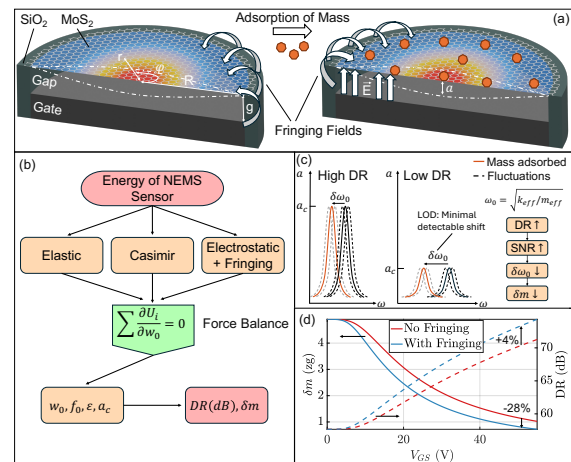 Adsorption of Mass
(a)
SiO₂ MoS₂
r φ R
Gap
Gate
g
Fringing Fields
E
a
(b)
Energy of NEMS
Sensor
Elastic
Casimir
Electrostatic
+ Fringing
∑ ∂Uᵢ/∂w₀ = 0
Force Balance
w₀, f₀, ε, a_c
DR(dB), δm
(c)
High DR
Low DR
Mass adsorbed
Fluctuations
a
a_c
δω₀
ω
a
LOD: Minimal
detectable shift
δω₀
a_c
ω
ω₀ = √(k_eff/m_eff)
DR ↑
SNR ↑
δω₀ ↓
δm ↓
(d)
No Fringing
With Fringing
+4%
-28%
δm (zg)
4
3
2
1
DR (dB)
70
65
60
0 20 40
V_GS (V)